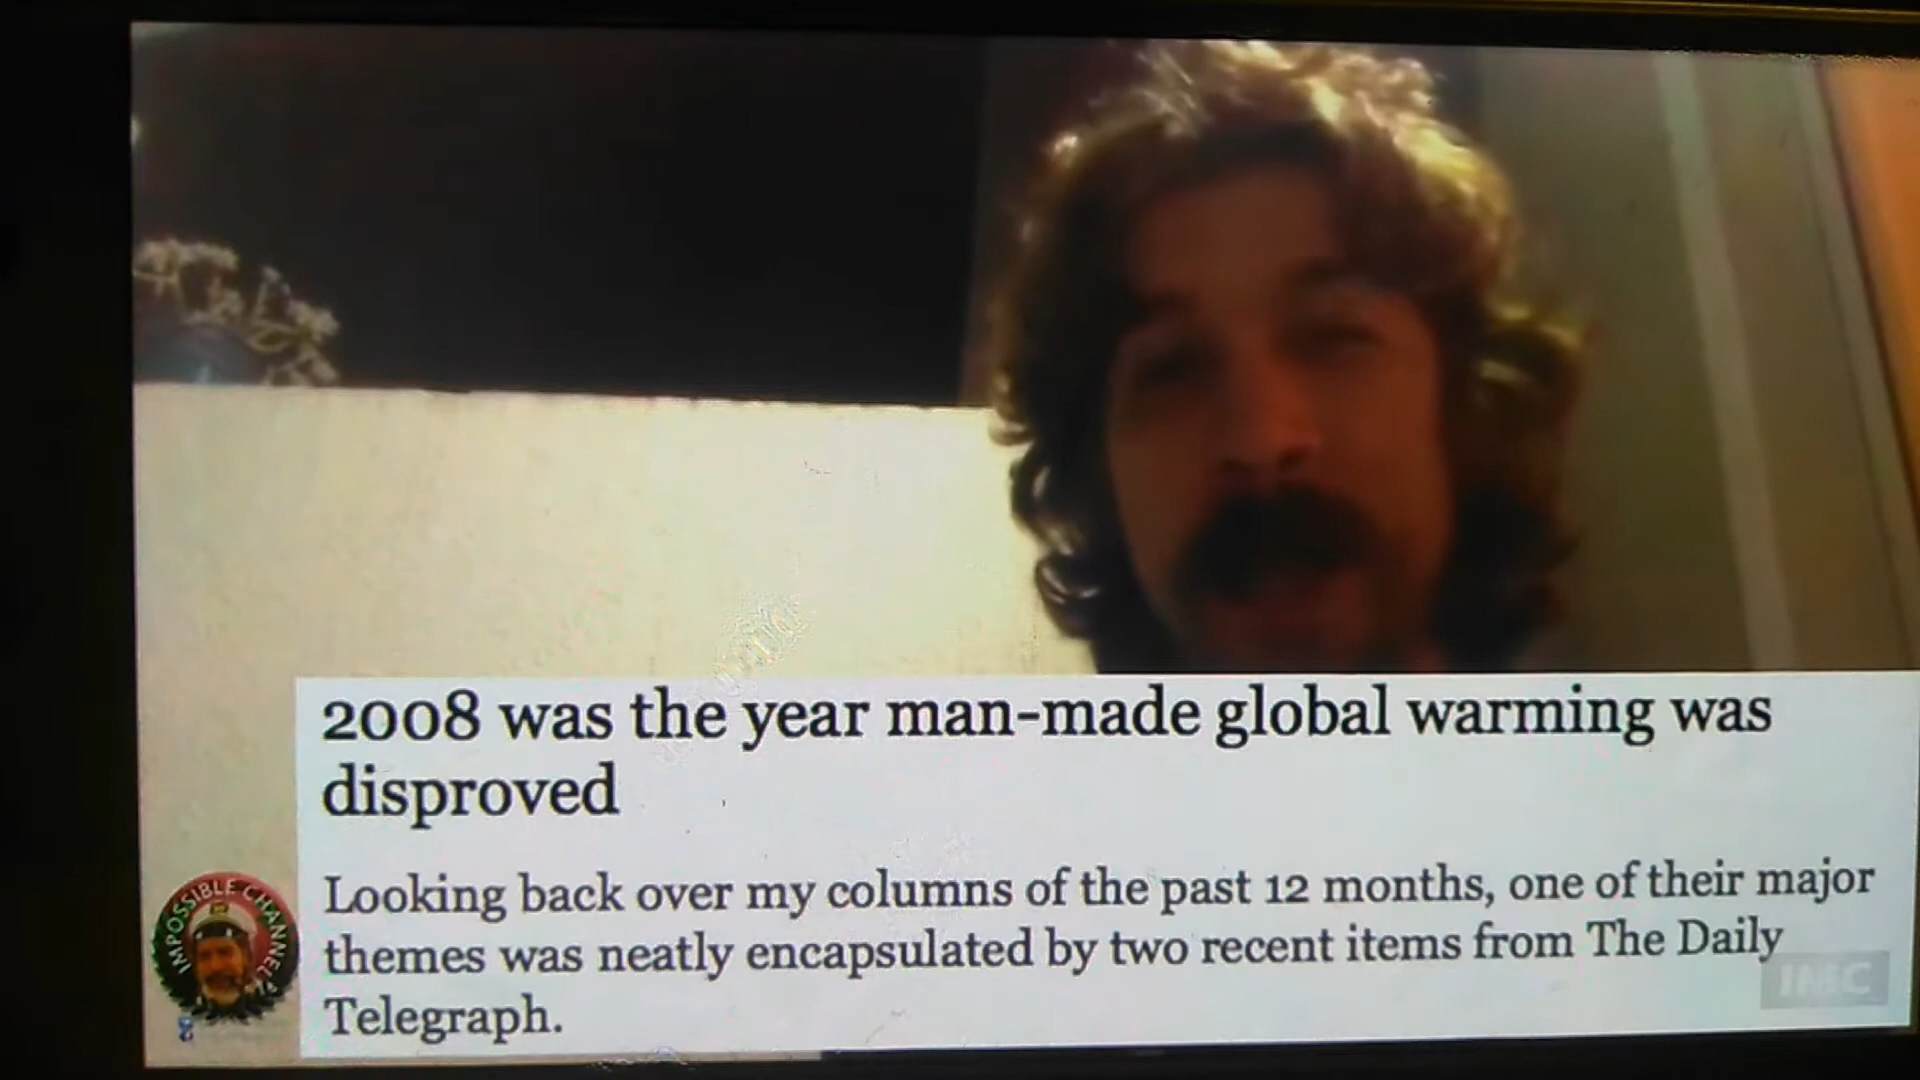 2008 was the year man-made global warming was
disproved
Looking back over my columns of the past 12 months, one of their major
themes was neatly encapsulated by two recent items from The Daily
Telegraph.
IMPOSSIBLE CHANNEL
IMC